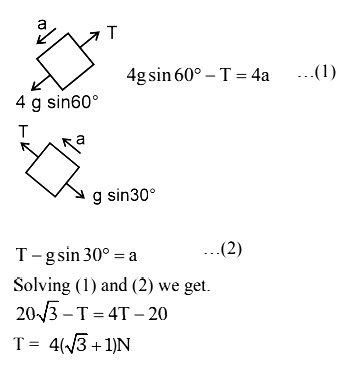 a
T
4g sin 60° – T = 4a ...(1)
4 g sin60°
T
a
g sin30°
T – g sin 30° = a ...(2)
Solving (1) and (2) we get.
20√3 – T = 4T – 20
T = 4(√3 + 1)N